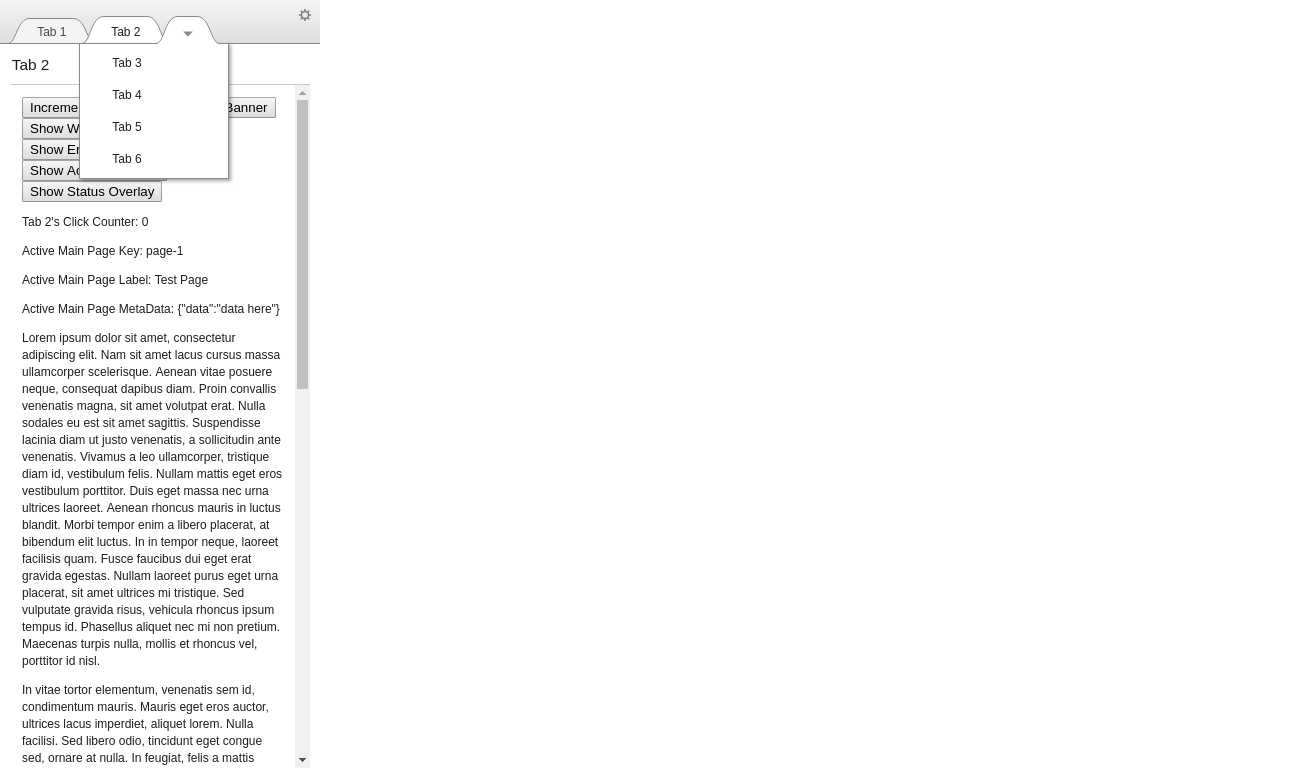 Tab 1
Tab 2
Tab 2
Tab 3
Tab 4
Tab 5
Tab 6
Banner
Show
Show
Show
Show Status Overlay
Tab 2's Click Counter: 0
Active Main Page Key: page-1
Active Main Page Label: Test Page
Active Main Page MetaData: {"data":"data here"}
Lorem ipsum dolor sit amet, consectetur
adipiscing elit. Nam sit amet lacus cursus massa
ullamcorper scelerisque. Aenean vitae posuere
neque, consequat dapibus diam. Proin convallis
venenatis magna, sit amet volutpat erat. Nulla
sodales eu est sit amet sagittis. Suspendisse
lacinia diam ut justo venenatis, a sollicitudin ante
venenatis. Vivamus a leo ullamcorper, tristique
diam id, vestibulum felis. Nullam mattis eget eros
vestibulum porttitor. Duis eget massa nec urna
ultrices laoreet. Aenean rhoncus mauris in luctus
blandit. Morbi tempor enim a libero placerat, at
bibendum elit luctus. In in tempor neque, laoreet
facilisis quam. Fusce faucibus dui eget erat
gravida egestas. Nullam laoreet purus eget urna
placerat, sit amet ultrices mi tristique. Sed
vulputate gravida risus, vehicula rhoncus ipsum
tempus id. Phasellus aliquet nec mi non pretium.
Maecenas turpis nulla, mollis et rhoncus vel,
porttitor id nisl.
In vitae tortor elementum, venenatis sem id,
condimentum mauris. Mauris eget eros auctor,
ultrices lacus imperdiet, aliquet lorem. Nulla
facilisi. Sed libero odio, tincidunt eget congue
sed, ornare at nulla. In feugiat, felis a mattis